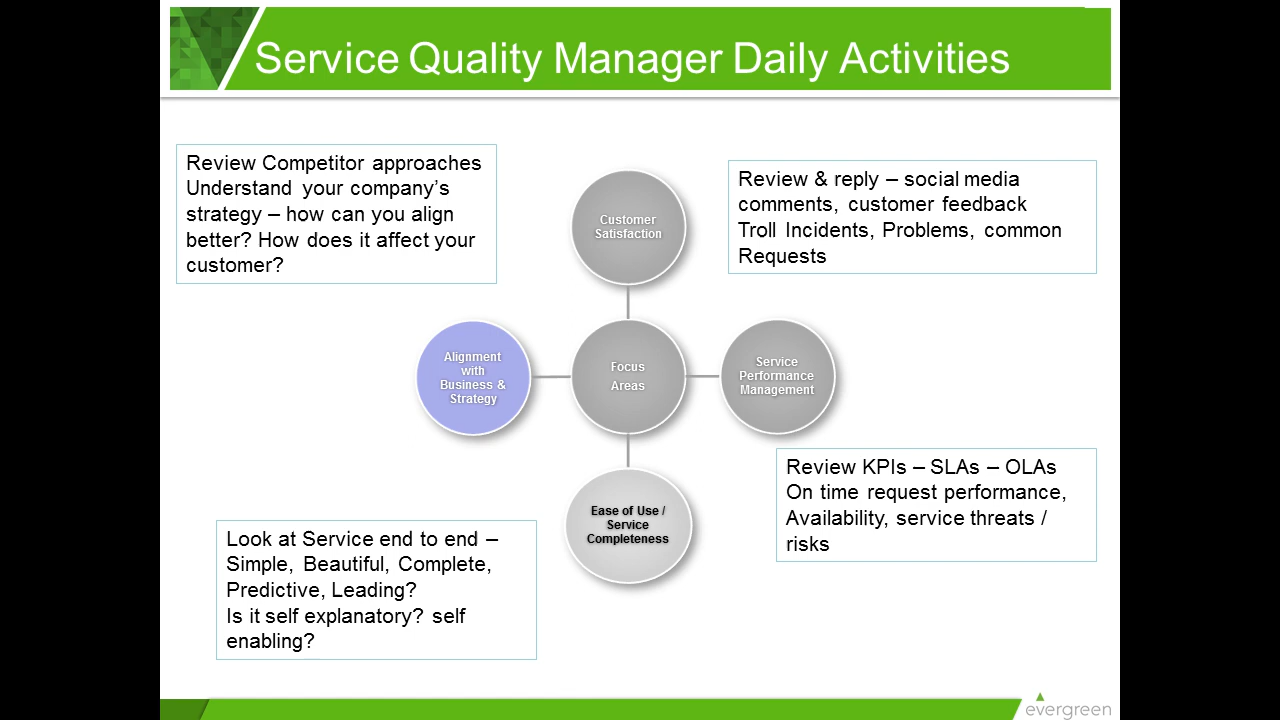 Service Quality Manager Daily Activities
Review Competitor approaches
Understand your company’s
strategy – how can you align
better? How does it affect your
customer?
Review & reply – social media
comments, customer feedback
Troll Incidents, Problems, common
Requests
Customer
Satisfaction
Alignment
with
Business &
Strategy
Focus
Areas
Service
Performance
Management
Ease of Use /
Service
Completeness
Review KPIs – SLAs – OLAs
On time request performance,
Availability, service threats /
risks
Look at Service end to end –
Simple, Beautiful, Complete,
Predictive, Leading?
Is it self explanatory? self
enabling?
evergreen